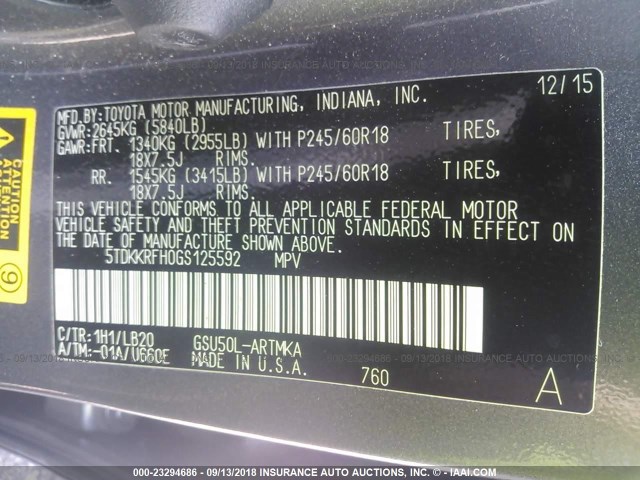 12/15
MFD.BY:TOYOTA MOTOR MANUFACTURING, INDIANA, INC.
GVWR:2645KG (5840LB)
GAWR:FRT. 1340KG (2955LB) WITH P245/60R18 TIRES,
18X7.5J RIMS.
RR. 1545KG (3415LB) WITH P245/60R18 TIRES,
18X7.5J RIMS.
THIS VEHICLE CONFORMS TO ALL APPLICABLE FEDERAL MOTOR
VEHICLE SAFETY AND THEFT PREVENTION STANDARDS IN EFFECT ON
THE DATE OF MANUFACTURE SHOWN ABOVE.
5TDKKRFH0GS125592 MPV
C/TR:1H1/LB20 GSU50L-ARTMKA
A/TM:-01A/U660E MADE IN U.S.A.
760
A
CAUTION
ATTENTION
9
000-23294686 - 09/13/2018 - INSURANCE AUTO AUCTIONS, INC. (C) - IAAI.COM